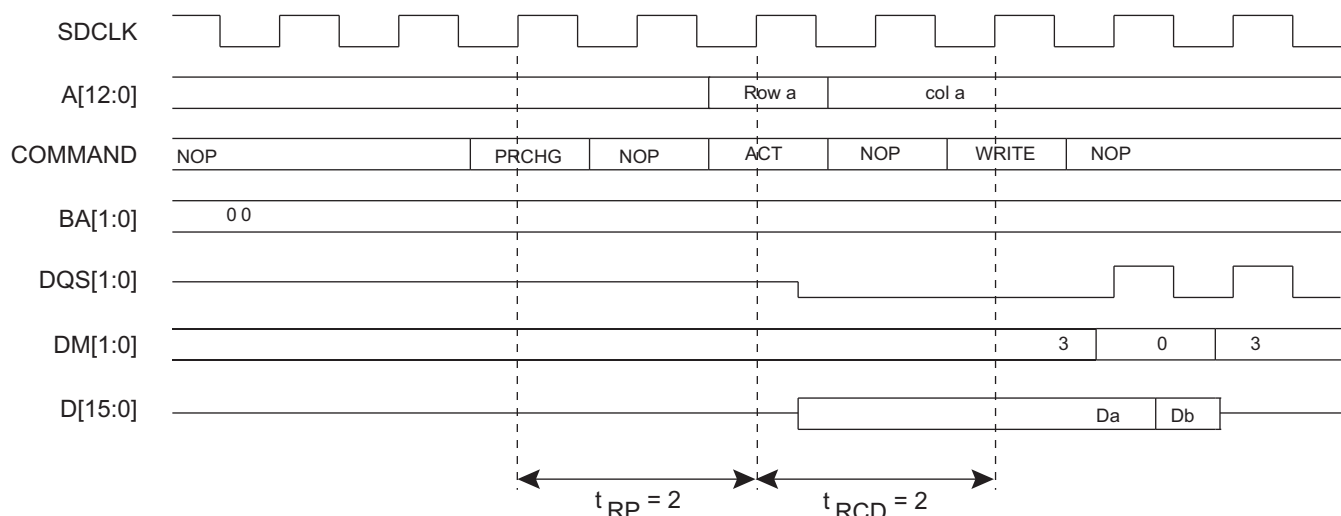 SDCLK
A[12:0] Row a col a
COMMAND NOP PRCHG NOP ACT NOP WRITE NOP
BA[1:0] 0 0
DQS[1:0]
DM[1:0] 3 0 3
D[15:0] Da Db
t RP = 2 t RCD = 2